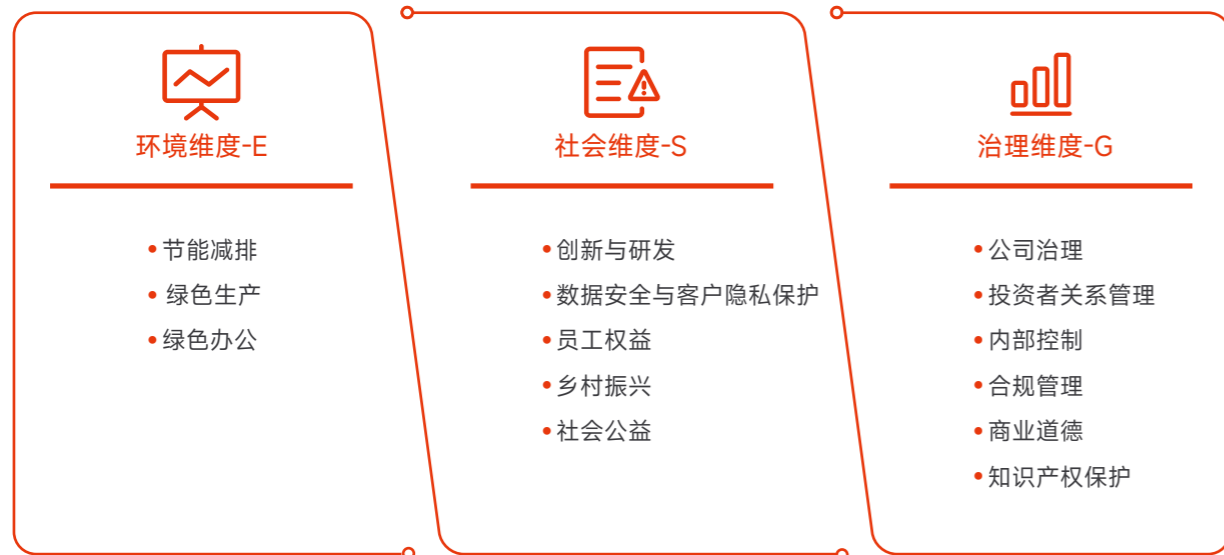 环境维度-E
节能减排
绿色生产
绿色办公
社会维度-S
创新与研发
数据安全与客户隐私保护
员工权益
乡村振兴
社会公益
治理维度-G
公司治理
投资者关系管理
内部控制
合规管理
商业道德
知识产权保护